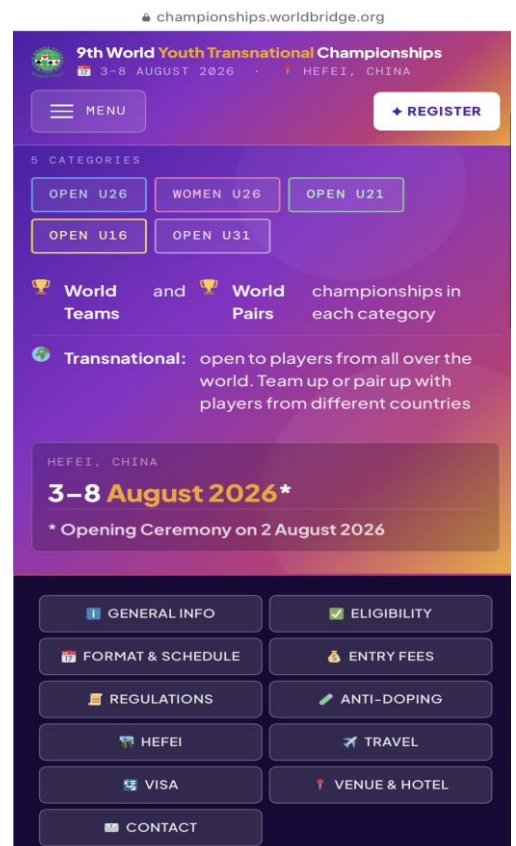 championships.worldbridge.org
9th World Youth Transnational Championships
3-8 AUGUST 2026 · HEFEI, CHINA
MENU
✦ REGISTER
5 CATEGORIES
OPEN U26
WOMEN U26
OPEN U21
OPEN U16
OPEN U31
World Teams and World Pairs championships in each category
Transnational: open to players from all over the
world. Team up or pair up with
players from different countries
HEFEI, CHINA
3–8 August 2026*
* Opening Ceremony on 2 August 2026
GENERAL INFO
ELIGIBILITY
FORMAT & SCHEDULE
ENTRY FEES
REGULATIONS
ANTI-DOPING
HEFEI
TRAVEL
VISA
VENUE & HOTEL
CONTACT